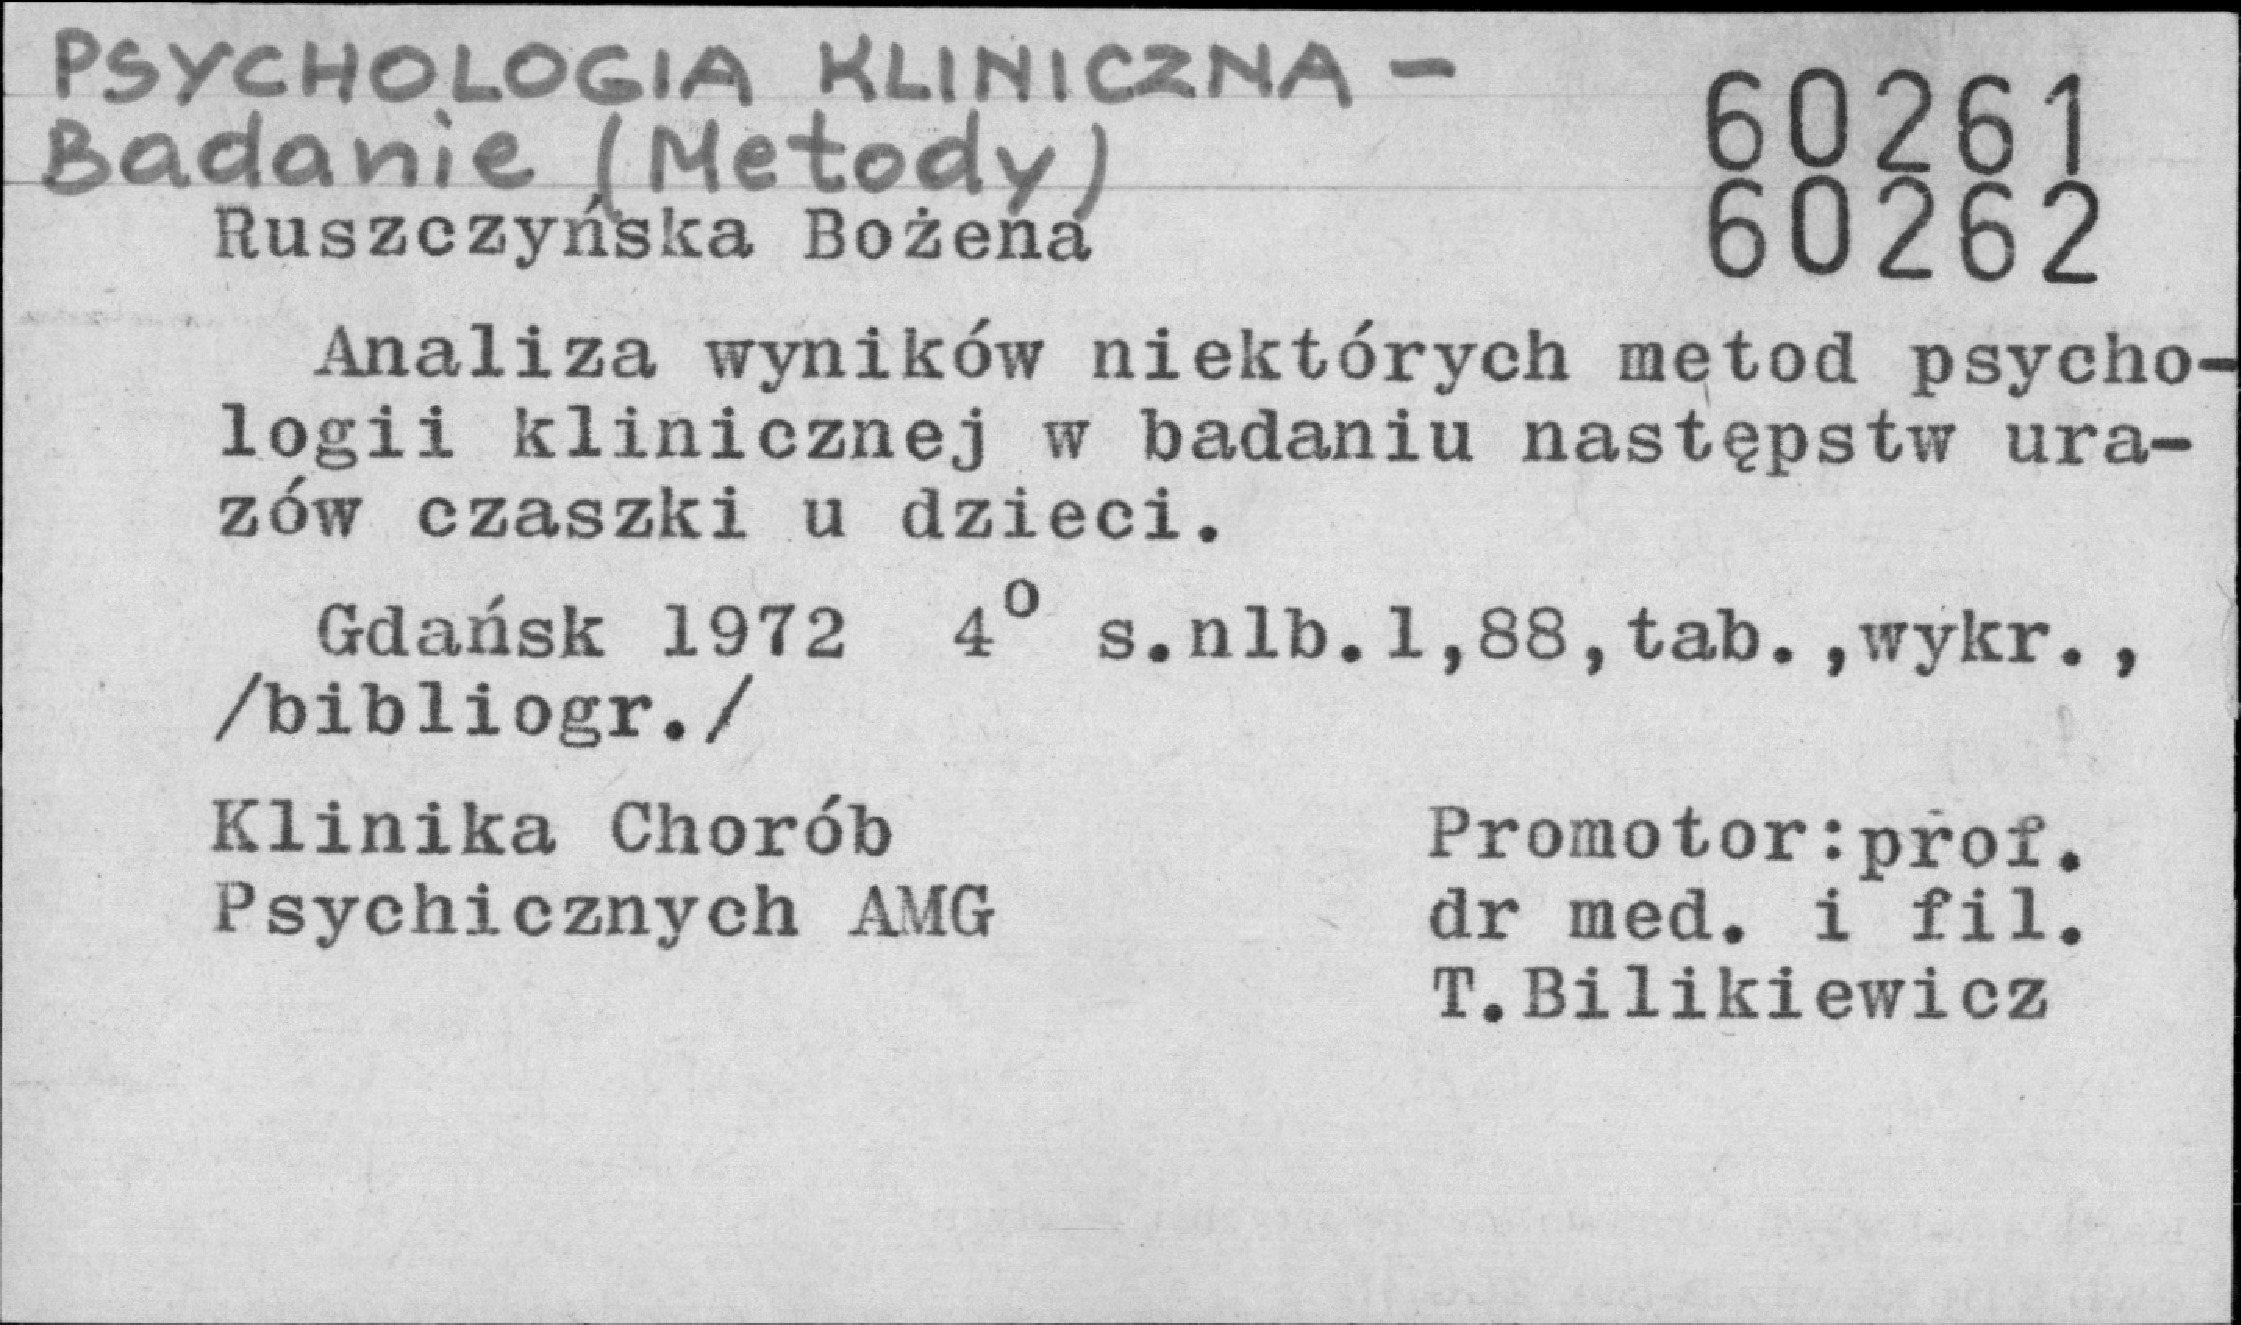 PSYCHOLOGIA KLINICZNA -
Badanie (Metody)
60261
60262
Ruszczyńska Bożena
Analiza wyników niektórych metod psycho-
logii klinicznej w badaniu następstw ura-
zów czaszki u dzieci.
Gdańsk 1972 4° s.nlb.1,88,tab.,wykr.,
/bibliogr./
Klinika Chorób
Psychicznych AMG
Promotor:prof.
dr med. i fil.
T.Bilikiewicz